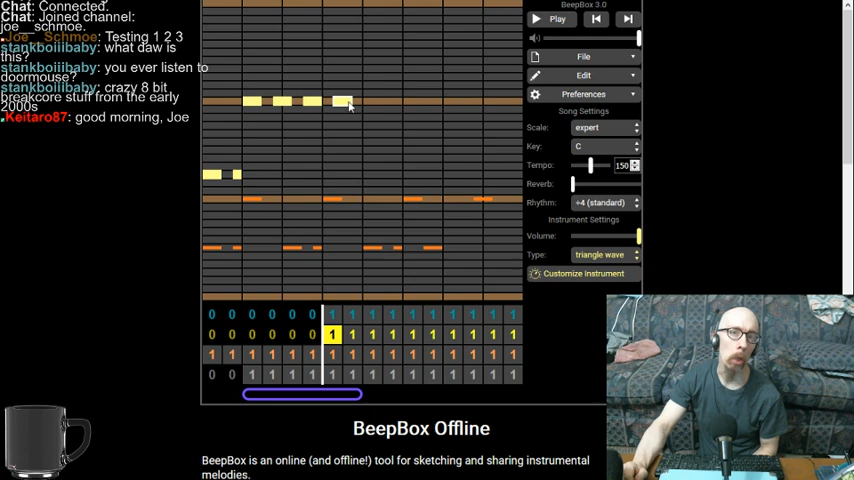 Chat: Connected.
Chat: Joined channel:
joe__schmoe.
Joe__Schmoe: Testing 1 2 3
stankboiiibaby: what daw is
this?
stankboiiibaby: you ever listen to
doormouse?
stankboiiibaby: crazy 8 bit
breakcore stuff from the early
2000s
Keitaro87: good morning, Joe
BeepBox 3.0
Play
File
Edit
Preferences
Song Settings
Scale: expert
Key: C
Tempo: 150
Reverb:
Rhythm: ÷4 (standard)
Instrument Settings
Volume:
Type: triangle wave
Customize Instrument
0 0 0 0 0 0 1 1 1 1 1 1 1 1 1 1
0 0 0 0 0 0 1 1 1 1 1 1 1 1 1 1
1 1 1 1 1 1 1 1 1 1 1 1 1 1 1 1
0 0 1 1 1 1 1 1 1 1 1 1 1 1 1 1
BeepBox Offline
BeepBox is an online (and offline!) tool for sketching and sharing instrumental
melodies.